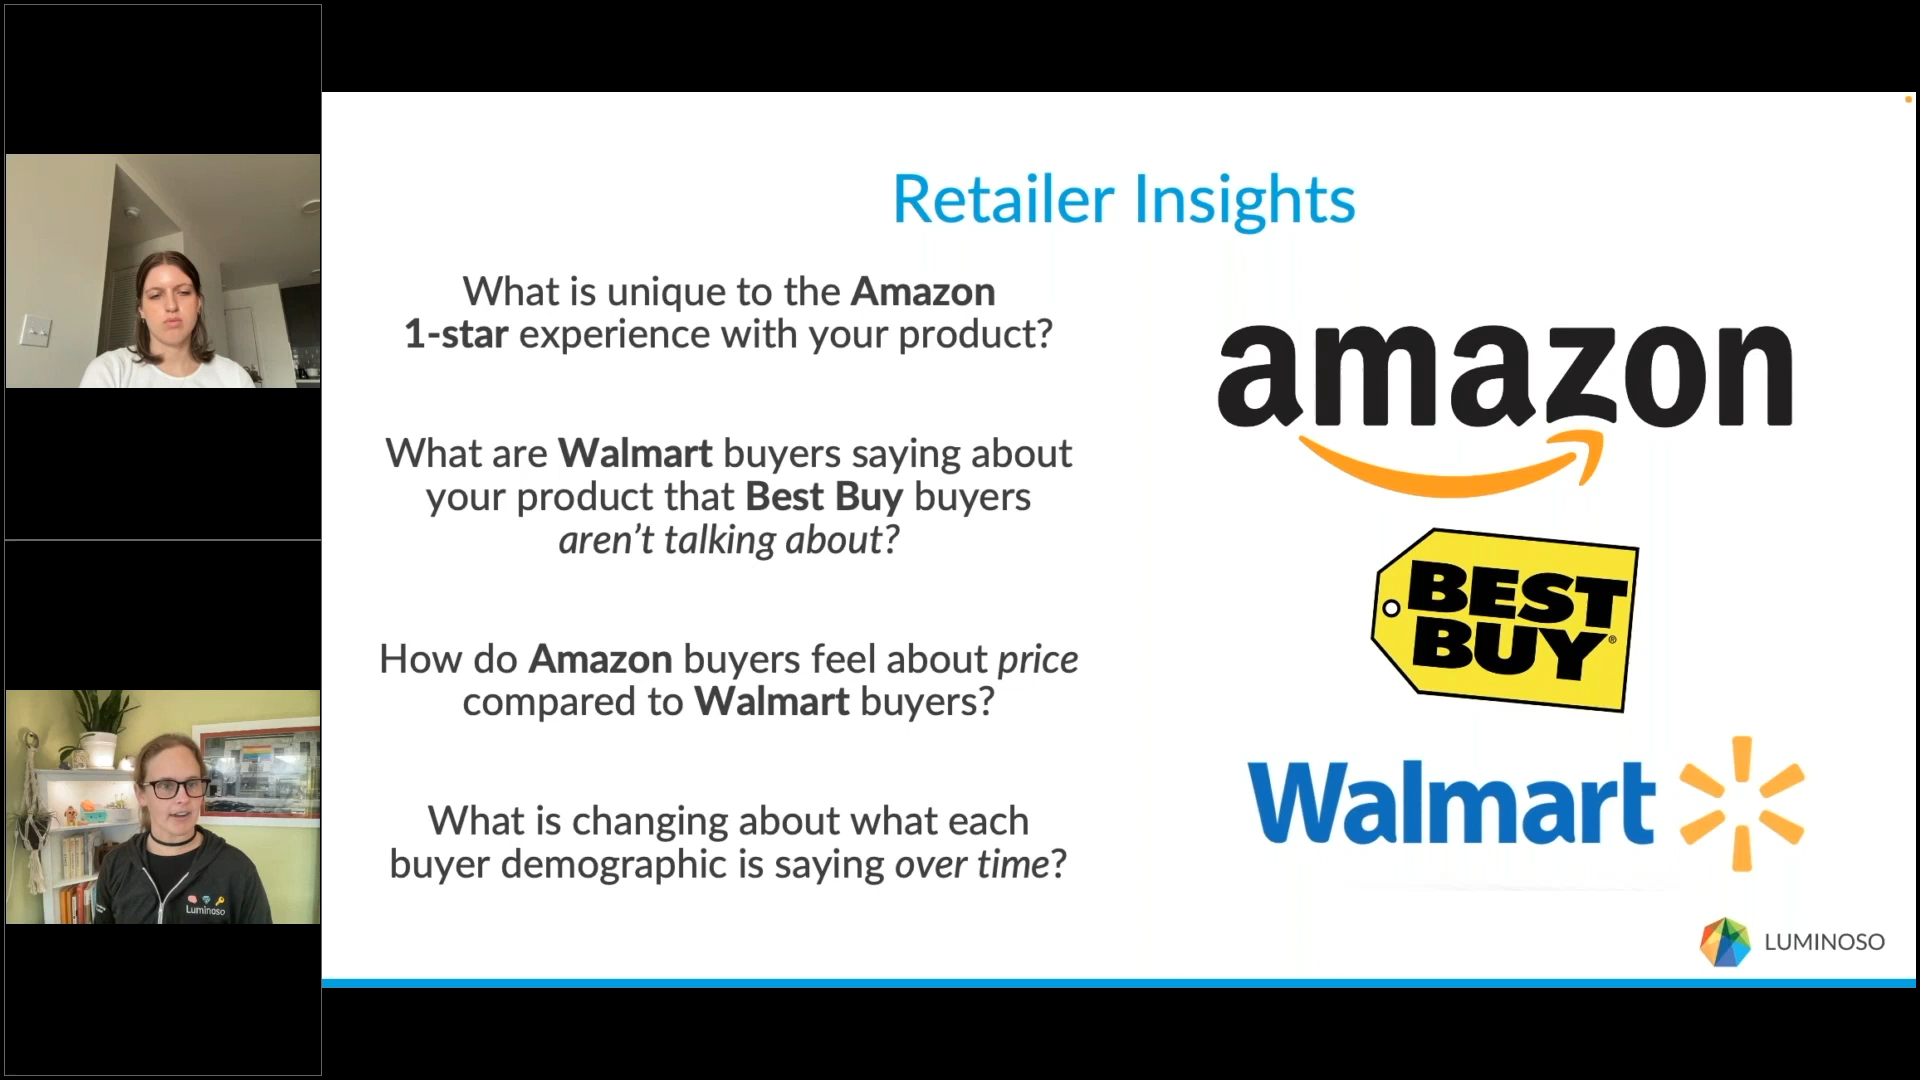 Retailer Insights
What is unique to the Amazon
1-star experience with your product?
What are Walmart buyers saying about
your product that Best Buy buyers
aren’t talking about?
How do Amazon buyers feel about price
compared to Walmart buyers?
What is changing about what each
buyer demographic is saying over time?
amazon
BEST
BUY®
Walmart
LUMINOSO
Luminoso